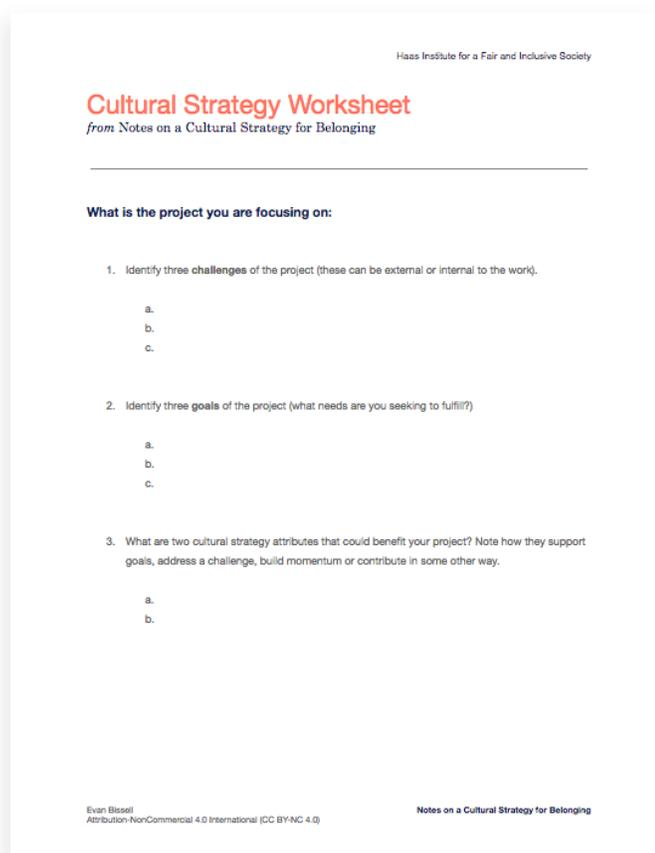 Haas Institute for a Fair and Inclusive Society
Cultural Strategy Worksheet
from Notes on a Cultural Strategy for Belonging
What is the project you are focusing on:
1. Identify three challenges of the project (these can be external or internal to the work).
a.
b.
c.
2. Identify three goals of the project (what needs are you seeking to fulfill?)
a.
b.
c.
3. What are two cultural strategy attributes that could benefit your project? Note how they support
goals, address a challenge, build momentum or contribute in some other way.
a.
b.
Evan Bissell
Attribution-NonCommercial 4.0 International (CC BY-NC 4.0)
Notes on a Cultural Strategy for Belonging